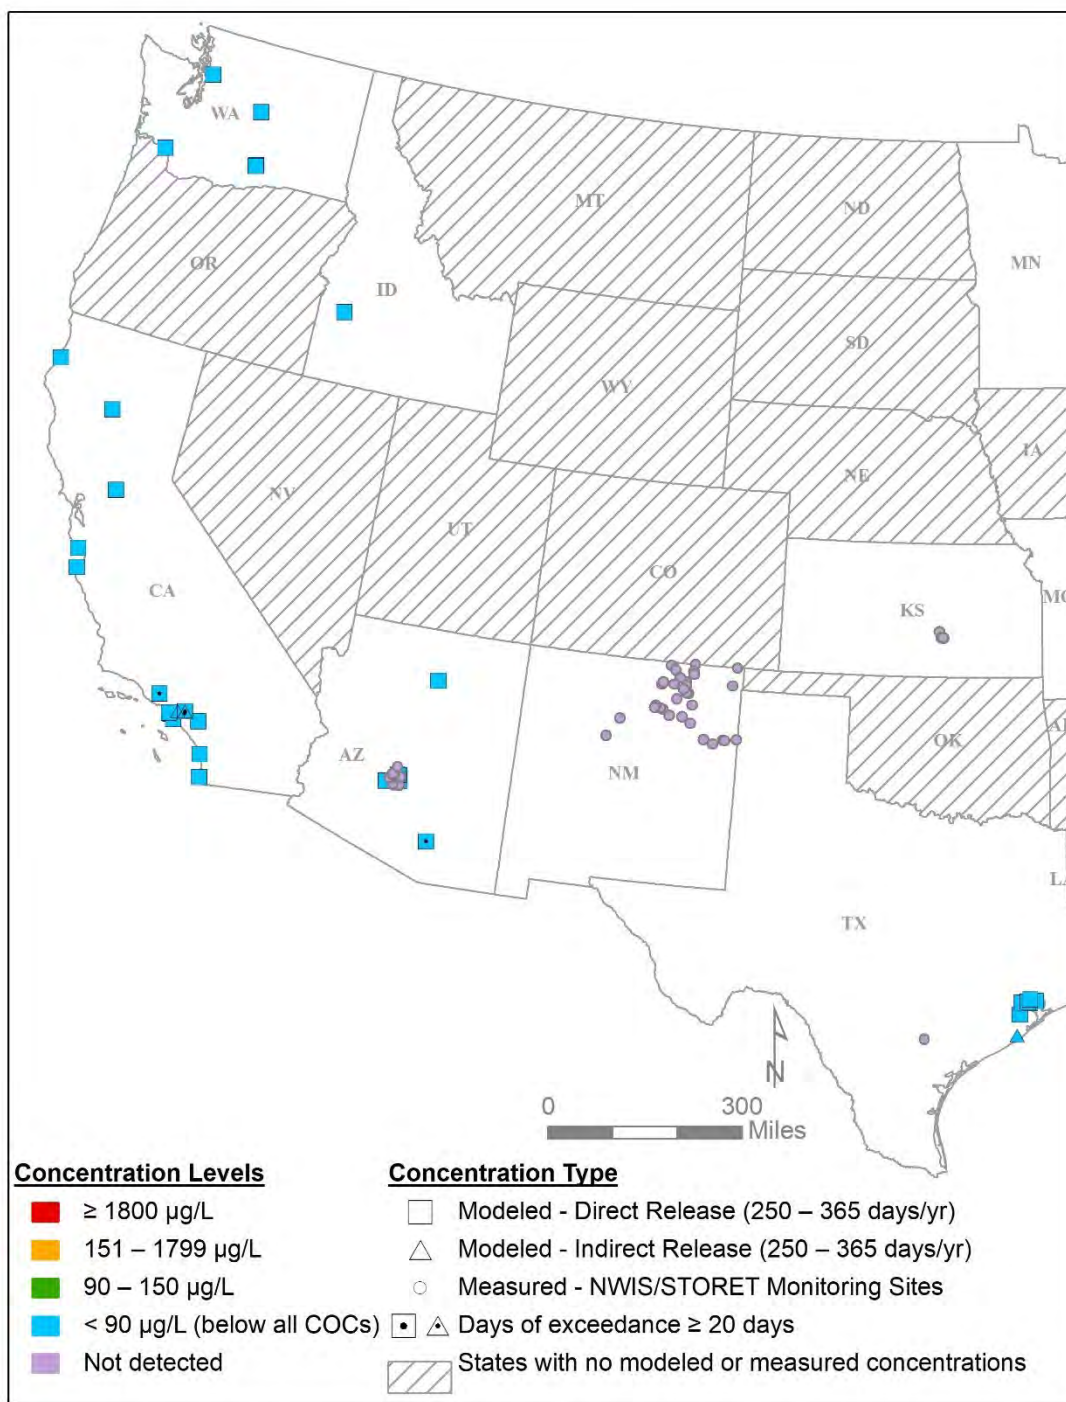 WA
MT
ND
MN
OR
ID
SD
WY
IA
NE
NV
UT
CO
CA
KS
MO
AZ
NM
OK
TX
N
0 300
Miles
Concentration Levels
≥ 1800 µg/L
151 – 1799 µg/L
90 – 150 µg/L
< 90 µg/L (below all COCs)
Not detected
Concentration Type
Modeled - Direct Release (250 – 365 days/yr)
Modeled - Indirect Release (250 – 365 days/yr)
Measured - NWIS/STORET Monitoring Sites
Days of exceedance ≥ 20 days
States with no modeled or measured concentrations